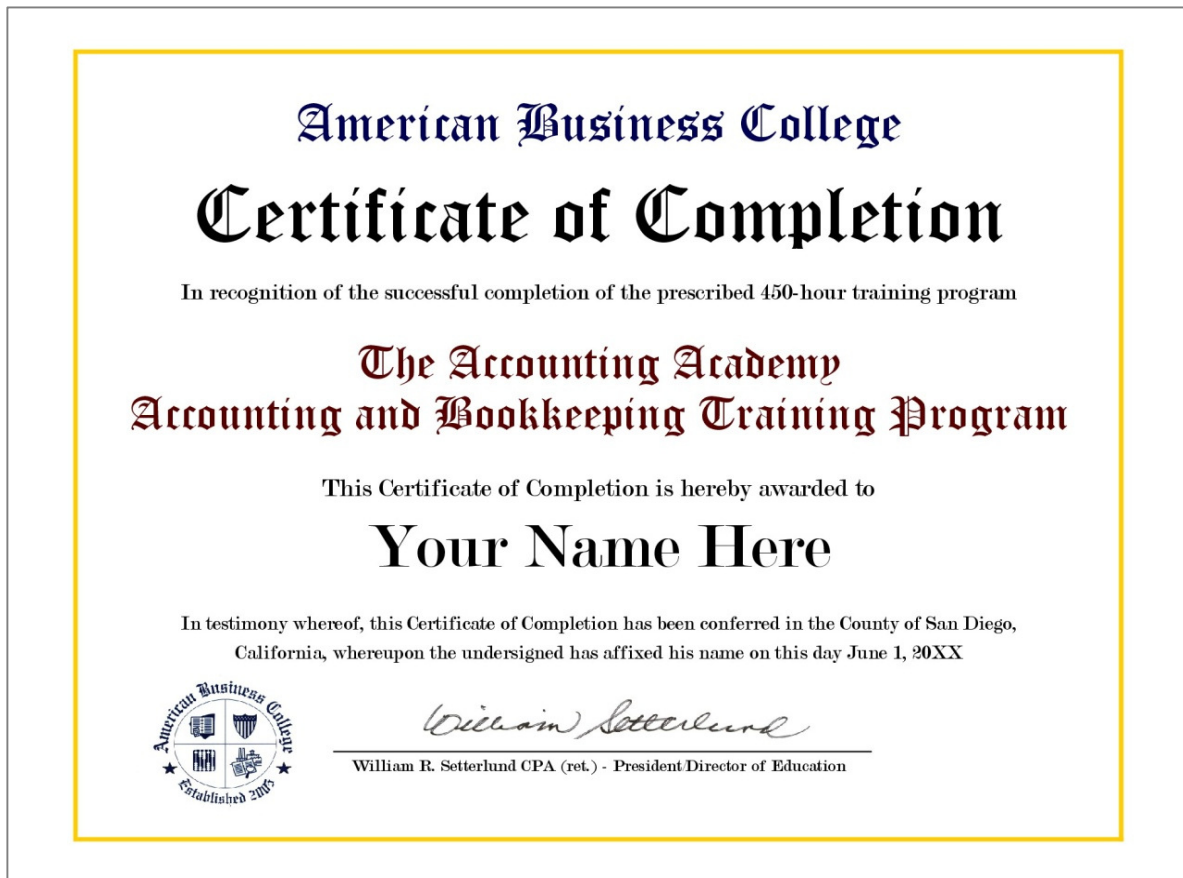 American Business College
Certificate of Completion
In recognition of the successful completion of the prescribed 450-hour training program
The Accounting Academy
Accounting and Bookkeeping Training Program
This Certificate of Completion is hereby awarded to
Your Name Here
In testimony whereof, this Certificate of Completion has been conferred in the County of San Diego,
California, whereupon the undersigned has affixed his name on this day June 1, 20XX
American Business College
Established 2003
William Setterlund
William R. Setterlund CPA (ret.) - President/Director of Education